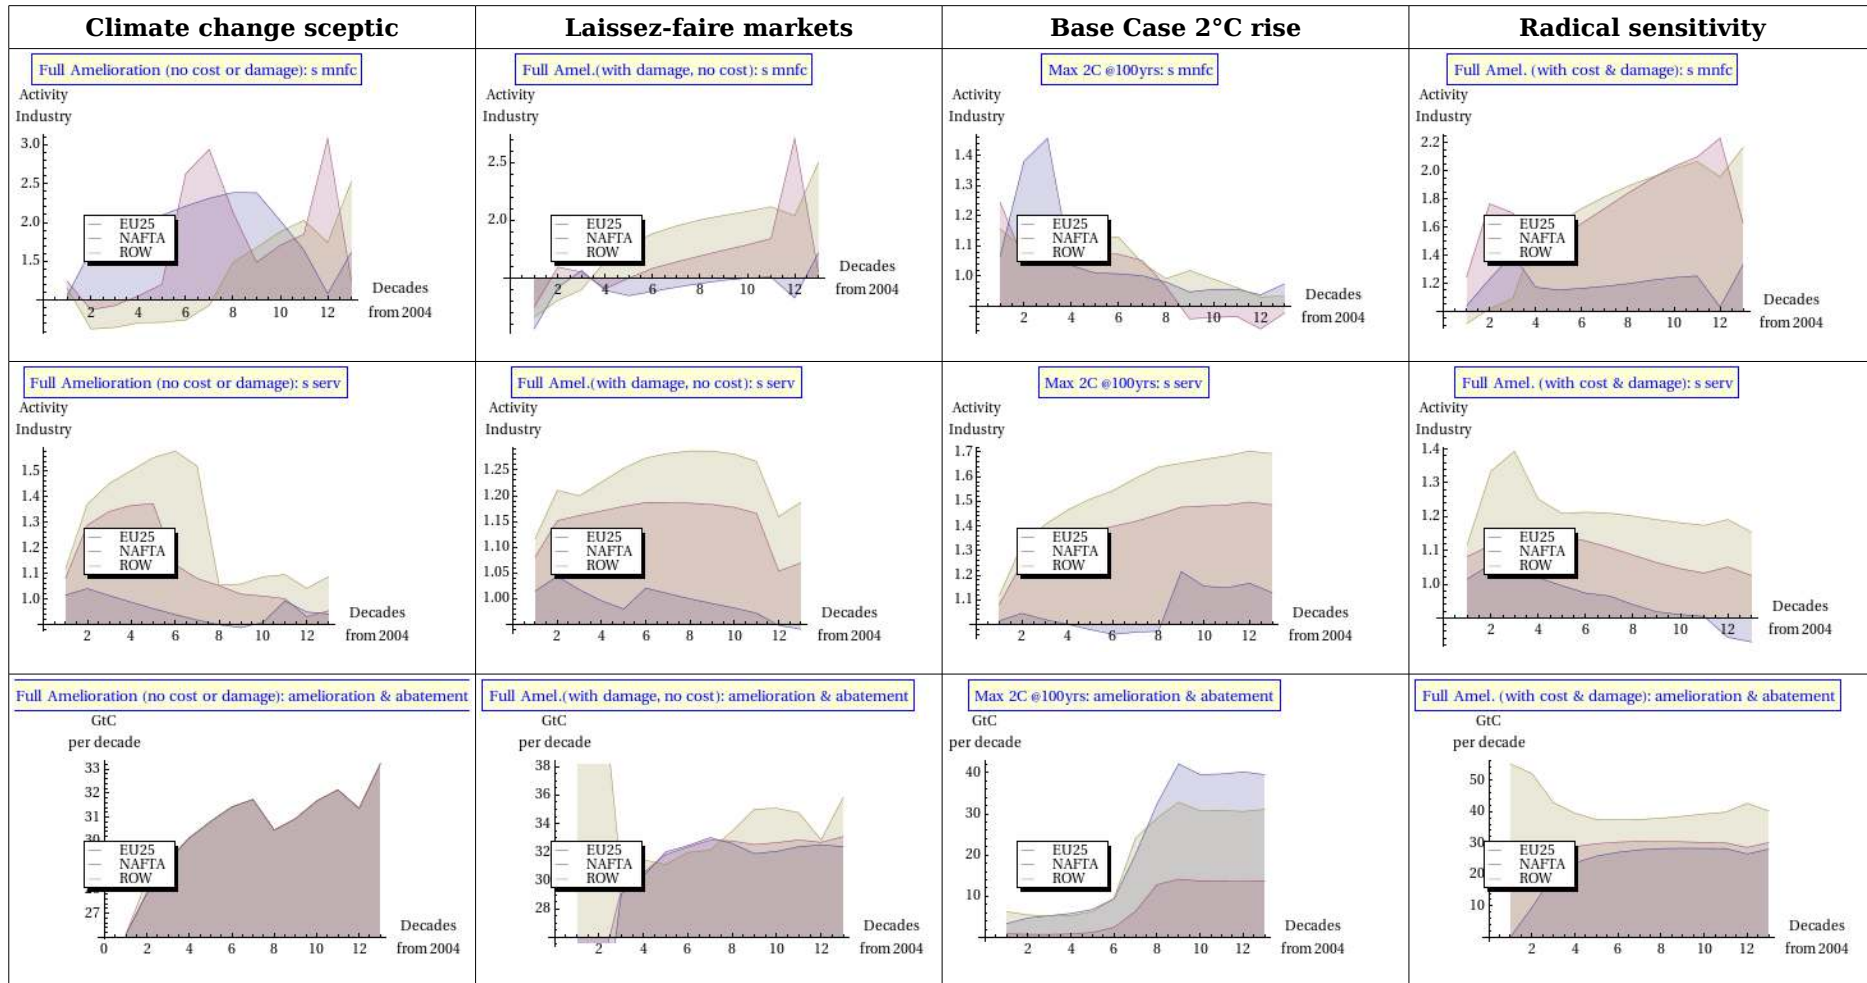 Climate change sceptic
Laissez-faire markets
Base Case 2°C rise
Radical sensitivity
Full Amelioration (no cost or damage): s mnfc
Activity
Industry
3.0
2.5
2.0
1.5
EU25
NAFTA
ROW
2 4 6 8 10 12
Decades
from 2004
Full Amel.(with damage, no cost): s mnfc
Activity
Industry
2.5
2.0
EU25
NAFTA
ROW
2 4 6 8 10 12
Decades
from 2004
Max 2C @100yrs: s mnfc
Activity
Industry
1.4
1.3
1.2
1.1
1.0
EU25
NAFTA
ROW
2 4 6 8 10 12
Decades
from 2004
Full Amel. (with cost & damage): s mnfc
Activity
Industry
2.2
2.0
1.8
1.6
1.4
1.2
EU25
NAFTA
ROW
2 4 6 8 10 12
Decades
from 2004
Full Amelioration (no cost or damage): s serv
Activity
Industry
1.5
1.4
1.3
1.2
1.1
1.0
EU25
NAFTA
ROW
2 4 6 8 10 12
Decades
from 2004
Full Amel.(with damage, no cost): s serv
Activity
Industry
1.25
1.20
1.15
1.10
1.05
1.00
EU25
NAFTA
ROW
2 4 6 8 10 12
Decades
from 2004
Max 2C @100yrs: s serv
Activity
Industry
1.7
1.6
1.5
1.4
1.3
1.2
1.1
EU25
NAFTA
ROW
2 4 6 8 10 12
Decades
from 2004
Full Amel. (with cost & damage): s serv
Activity
Industry
1.4
1.3
1.2
1.1
1.0
EU25
NAFTA
ROW
2 4 6 8 10 12
Decades
from 2004
Full Amelioration (no cost or damage): amelioration & abatement
GtC
per decade
33
32
31
30
27
EU25
NAFTA
ROW
0 2 4 6 8 10 12
Decades
from 2004
Full Amel.(with damage, no cost): amelioration & abatement
GtC
per decade
38
36
34
32
30
28
EU25
NAFTA
ROW
2 4 6 8 10 12
Decades
from 2004
Max 2C @100yrs: amelioration & abatement
GtC
per decade
40
30
20
10
EU25
NAFTA
ROW
2 4 6 8 10 12
Decades
from 2004
Full Amel. (with cost & damage): amelioration & abatement
GtC
per decade
50
40
30
20
10
EU25
NAFTA
ROW
2 4 6 8 10 12
Decades
from 2004